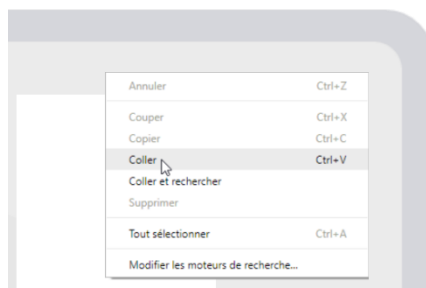 Annuler Ctrl+Z
Couper Ctrl+X
Copier Ctrl+C
Coller Ctrl+V
Coller et rechercher
Supprimer
Tout sélectionner Ctrl+A
Modifier les moteurs de recherche...